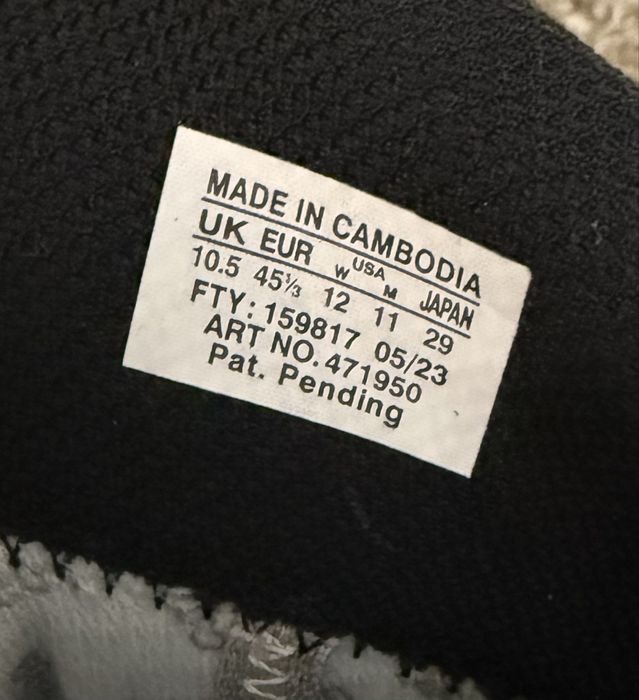 MADE IN CAMBODIA
UK EUR W USA M JAPAN
10.5 45⅓ 12 11 29
FTY: 159817 05/23
ART NO. 471950
Pat. Pending